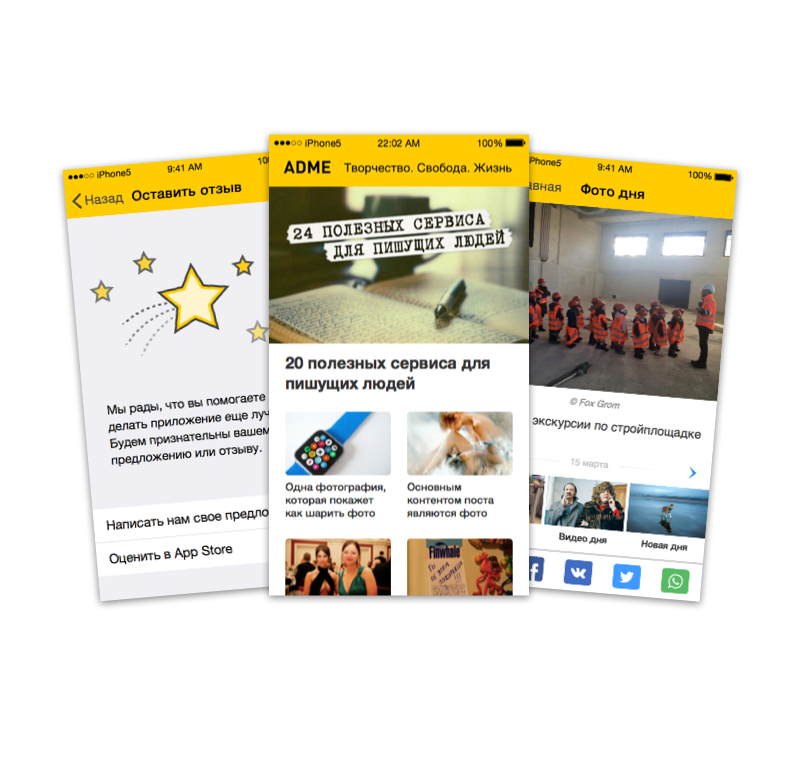 iPhone5
9:41 AM
10
Назад
Оставить отзыв
Мы рады, что вы помогаете
делать приложение еще луч
Будем признательны вашем
предложению или отзыву.
Написать нам свое предло
Оценить в App Store
iPhone5
22:02 AM
100%
ADME
Творчество. Свобода. Жизнь
24 ПОЛЕЗНЫХ СЕРВИСА
ДЛЯ ПИШУЩИХ ЛЮДЕЙ
20 полезных сервиса для
пишущих людей
Одна фотография,
которая покажет
как шарить фото
Основным
контентом поста
являются фото
Finwhale
Phone5
9:41 AM
100%
авная
Фото дня
© Fox Grom
экскурсии по стройплощадке
15 марта
Видео дня
Новая дня